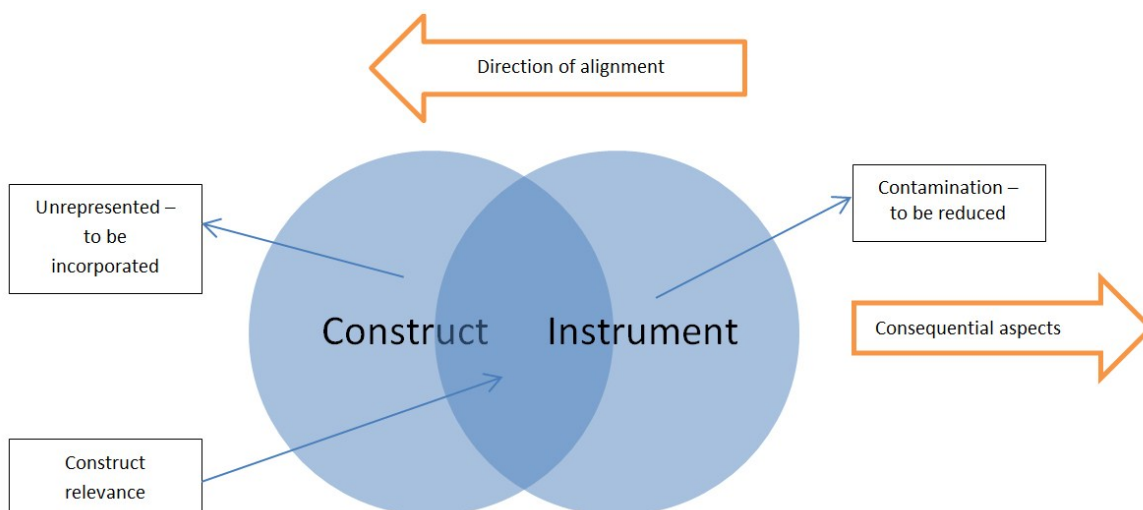 Direction of alignment
Unrepresented –
to be
incorporated
Contamination –
to be reduced
Construct
Instrument
Consequential aspects
Construct
relevance